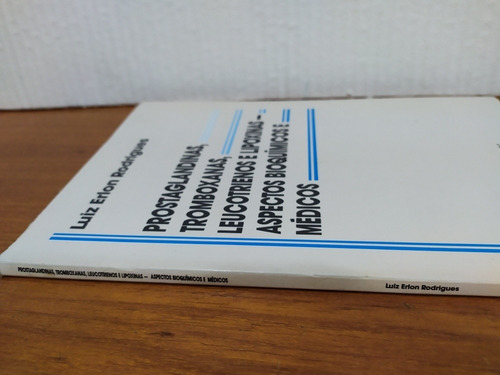 Luiz Erlon Rodrigues
PROSTAGLANDINAS,
TROMBOXANAS,
LEUCOTRIENOS E LIPOXINAS —
ASPECTOS BIOQUÍMICOS E
MÉDICOS
PROSTAGLANDINAS, TROMBOXANAS, LEUCOTRIENOS E LIPOXINAS — ASPECTOS BIOQUÍMICOS E MÉDICOS
Luiz Erlon Rodrigues